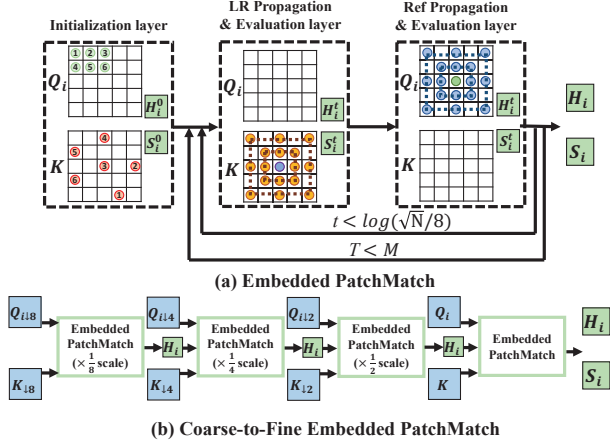 Initialization layer
LR Propagation
& Evaluation layer
Ref Propagation
& Evaluation layer
Q_i
① ② ③
④ ⑤ ⑥
H_i^0
S_i^0
K
④
⑤
③ ②
⑥
①
Q_i
H_i^t
S_i^t
K
Q_i
H_i^t
S_i^t
K
H_i
S_i
t < log(√N/8)
T < M
(a) Embedded PatchMatch
Q_{i↓8}
K_{↓8}
Embedded
PatchMatch
(× 1/8 scale)
H_i
Q_{i↓4}
K_{↓4}
Embedded
PatchMatch
(× 1/4 scale)
H_i
Q_{i↓2}
K_{↓2}
Embedded
PatchMatch
(× 1/2 scale)
H_i
Q_i
K
Embedded
PatchMatch
H_i
S_i
(b) Coarse-to-Fine Embedded PatchMatch